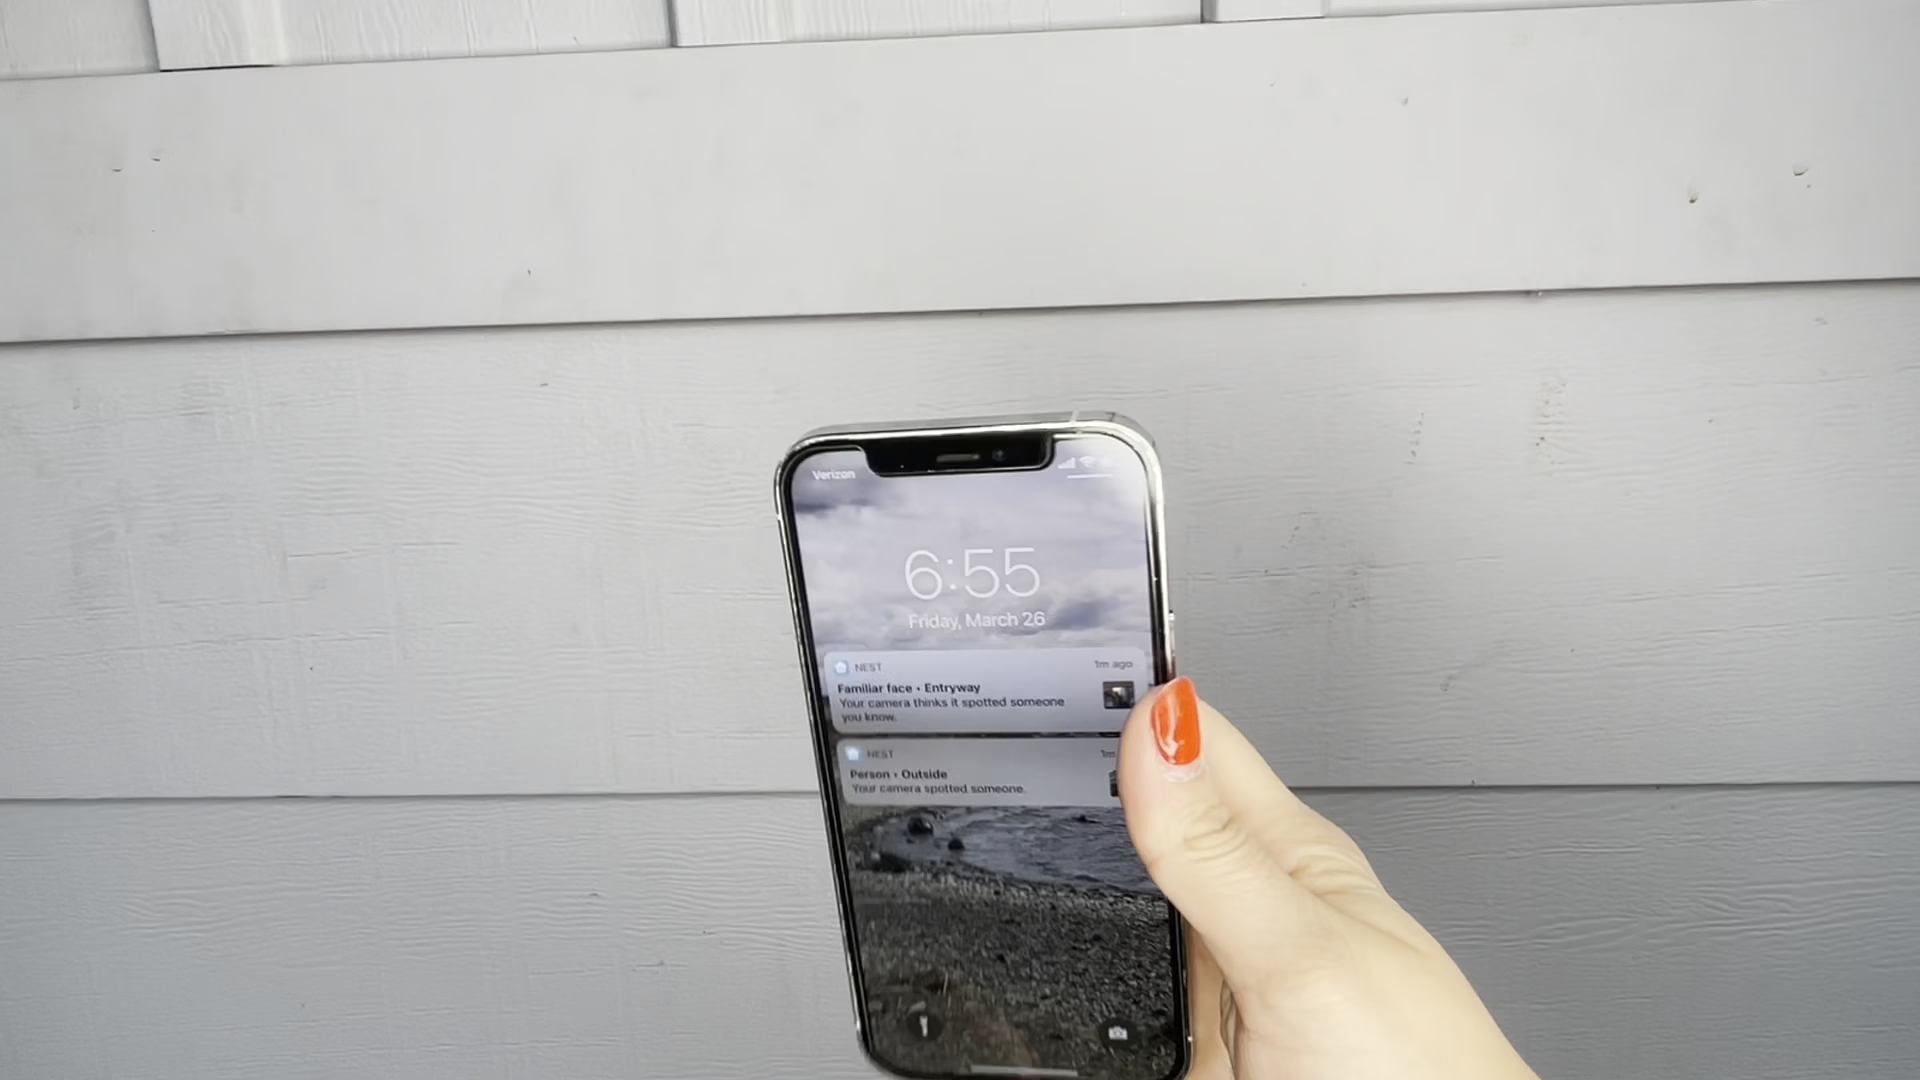 Verizon
6:55
Friday, March 26
NEST 1m ago
Familiar face • Entryway
Your camera thinks it spotted someone
you know.
NEST 1m
Person • Outside
Your camera spotted someone.